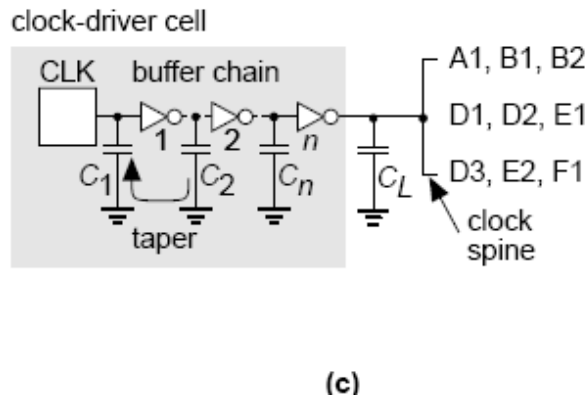 clock-driver cell
CLK buffer chain
A1, B1, B2
1 2 n
D1, D2, E1
C1 C2 Cn CL
D3, E2, F1
taper
clock
spine
(c)